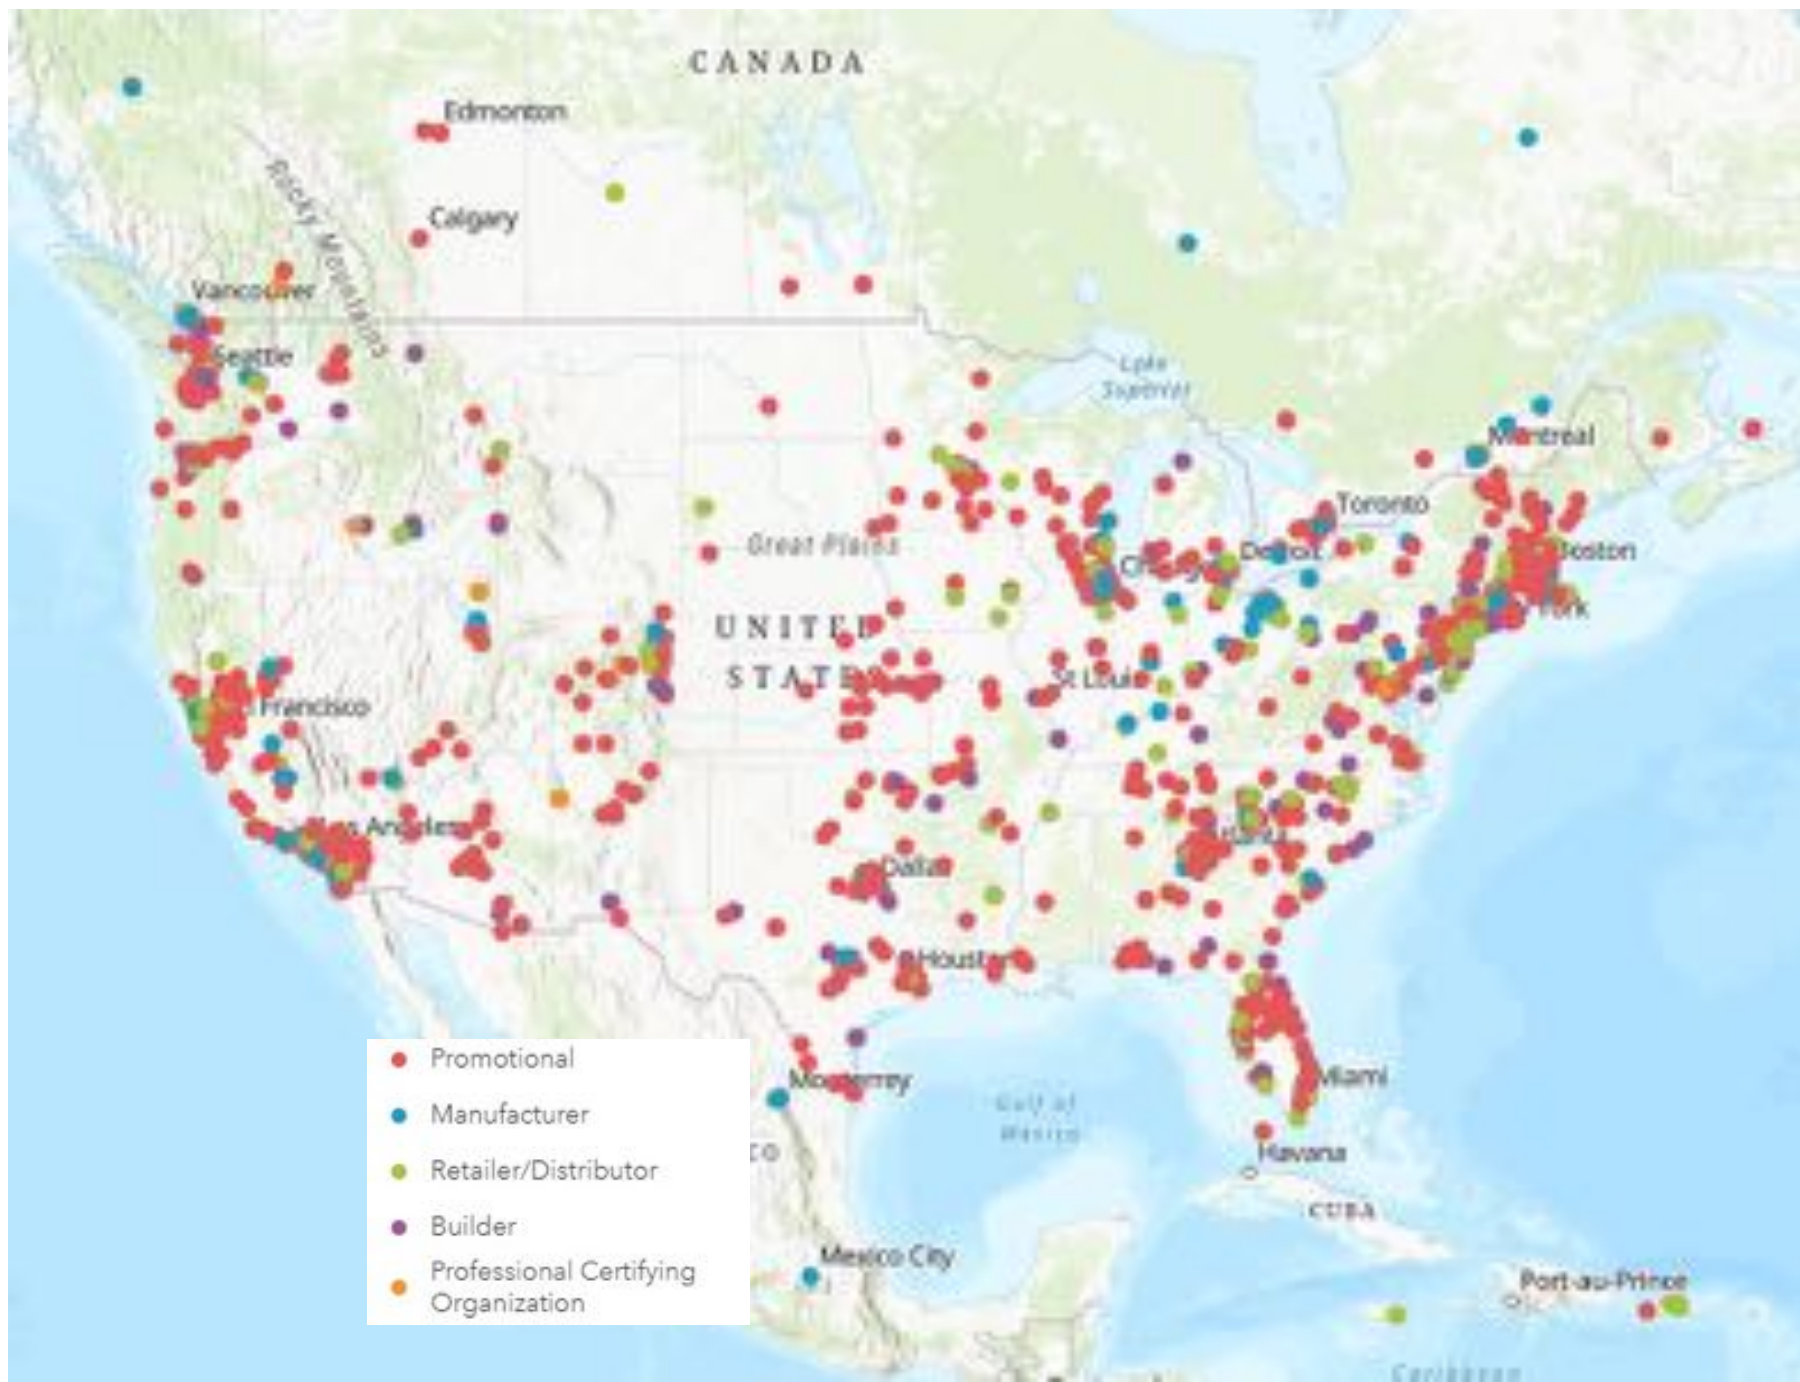 CANADA
Edmonton
Rocky Mountains
Calgary
Vancouver
Seattle
Lake
Superior
Montreal
Toronto
Great Plains
Detroit
Boston
UNITED
STATES
St Louis
Francisco
Los Angeles
Atlanta
Dallas
Houston
Promotional
Manufacturer
Retailer/Distributor
Builder
Professional Certifying
Organization
Monterrey
Miami
Gulf of
Mexico
Havana
CUBA
Mexico City
Port-au-Prince
Caribbean